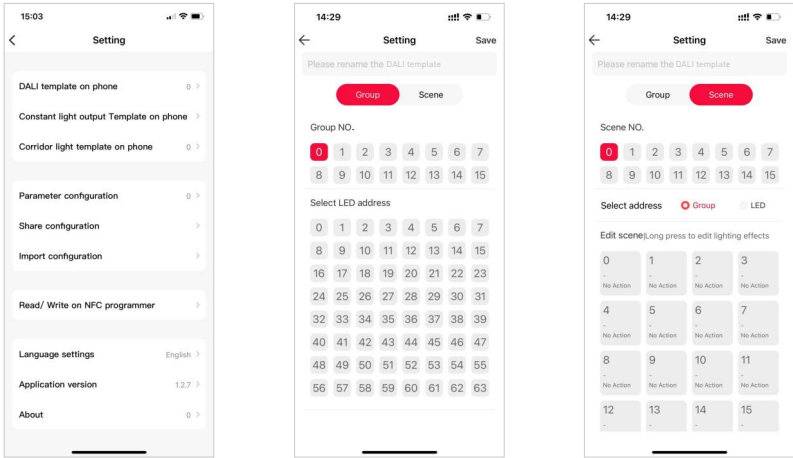 15:03
Setting
DALI template on phone 0
Constant light output Template on phone
Corridor light template on phone 0
Parameter configuration 0
Share configuration
Import configuration
Read/ Write on NFC programmer
Language settings English
Application version 1.2.7
About 0
14:29
Setting Save
Please rename the DALI template
Group Scene
Group NO.
0 1 2 3 4 5 6 7
8 9 10 11 12 13 14 15
Select LED address
0 1 2 3 4 5 6 7
8 9 10 11 12 13 14 15
16 17 18 19 20 21 22 23
24 25 26 27 28 29 30 31
32 33 34 35 36 37 38 39
40 41 42 43 44 45 46 47
48 49 50 51 52 53 54 55
56 57 58 59 60 61 62 63
14:29
Setting Save
Please rename the DALI template
Group Scene
Scene NO.
0 1 2 3 4 5 6 7
8 9 10 11 12 13 14 15
Select address Group LED
Edit scene|Long press to edit lighting effects
0 1 2 3
- - - -
No Action No Action No Action No Action
4 5 6 7
- - - -
No Action No Action No Action No Action
8 9 10 11
- - - -
No Action No Action No Action No Action
12 13 14 15
- - - -